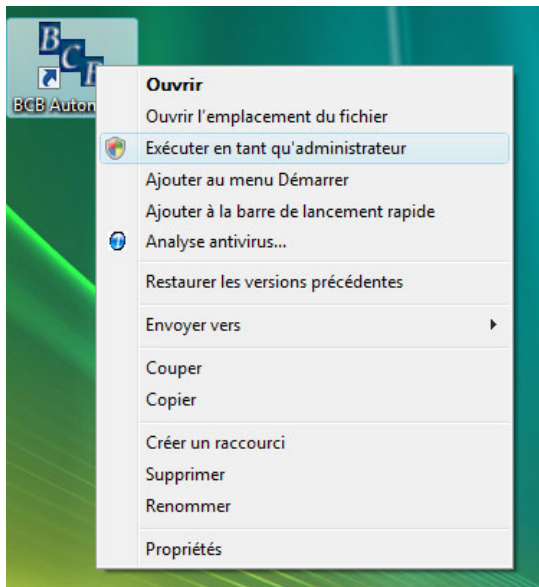 BCB
BCB Auton
Ouvrir
Ouvrir l'emplacement du fichier
Exécuter en tant qu'administrateur
Ajouter au menu Démarrer
Ajouter à la barre de lancement rapide
Analyse antivirus...
Restaurer les versions précédentes
Envoyer vers
Couper
Copier
Créer un raccourci
Supprimer
Renommer
Propriétés